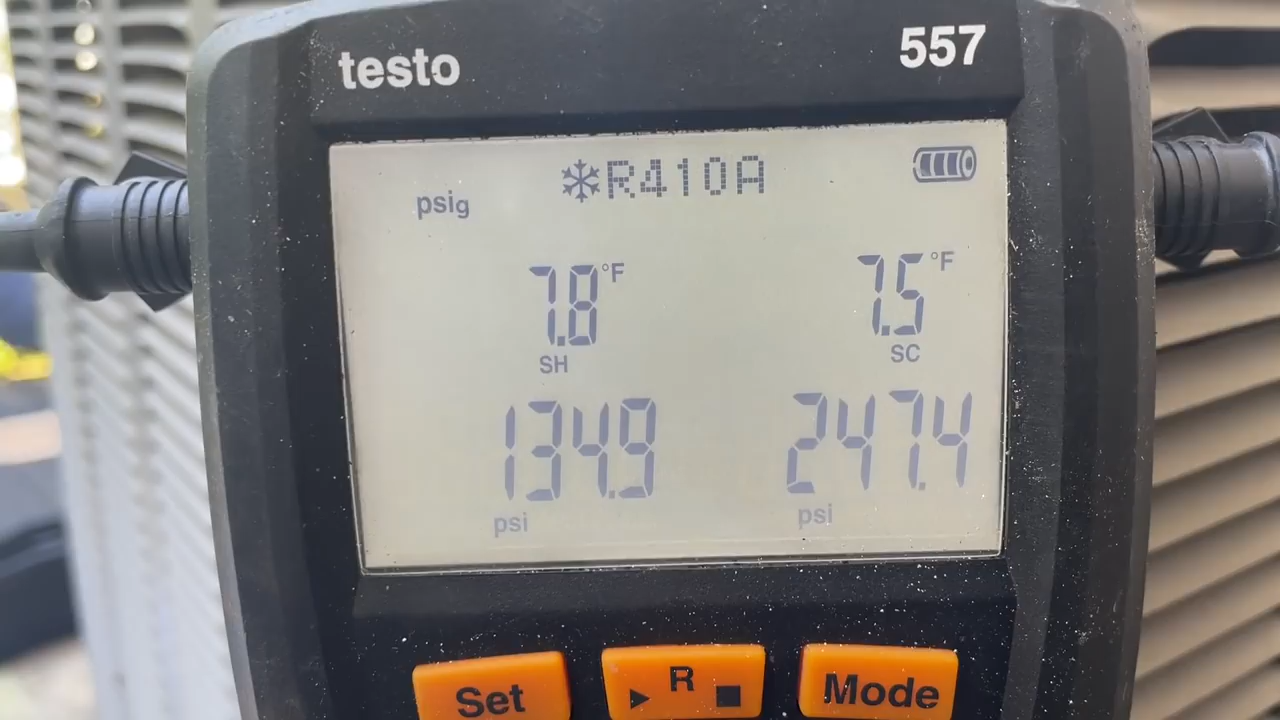 testo 557
R410A
psig
7.8 °F 7.5 °F
SH SC
134.9 247.4
psi psi
Set R Mode